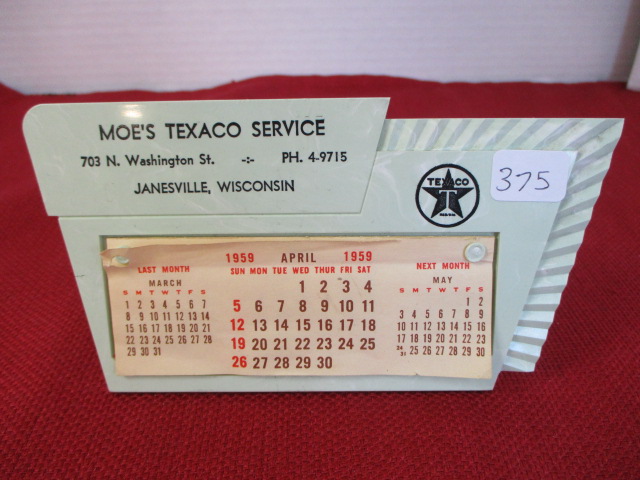 MOE'S TEXACO SERVICE
703 N. Washington St. -:- PH. 4-9715
JANESVILLE, WISCONSIN
TEXACO
T
375
LAST MONTH
MARCH
S M T W T F S
1 2 3 4 5 6 7
8 9 10 11 12 13 14
15 16 17 18 19 20 21
22 23 24 25 26 27 28
29 30 31
1959 APRIL 1959
SUN MON TUE WED THUR FRI SAT
1 2 3 4
5 6 7 8 9 10 11
12 13 14 15 16 17 18
19 20 21 22 23 24 25
26 27 28 29 30
NEXT MONTH
MAY
S M T W T F S
1 2
3 4 5 6 7 8 9
10 11 12 13 14 15 16
17 18 19 20 21 22 23
24/31 25 26 27 28 29 30